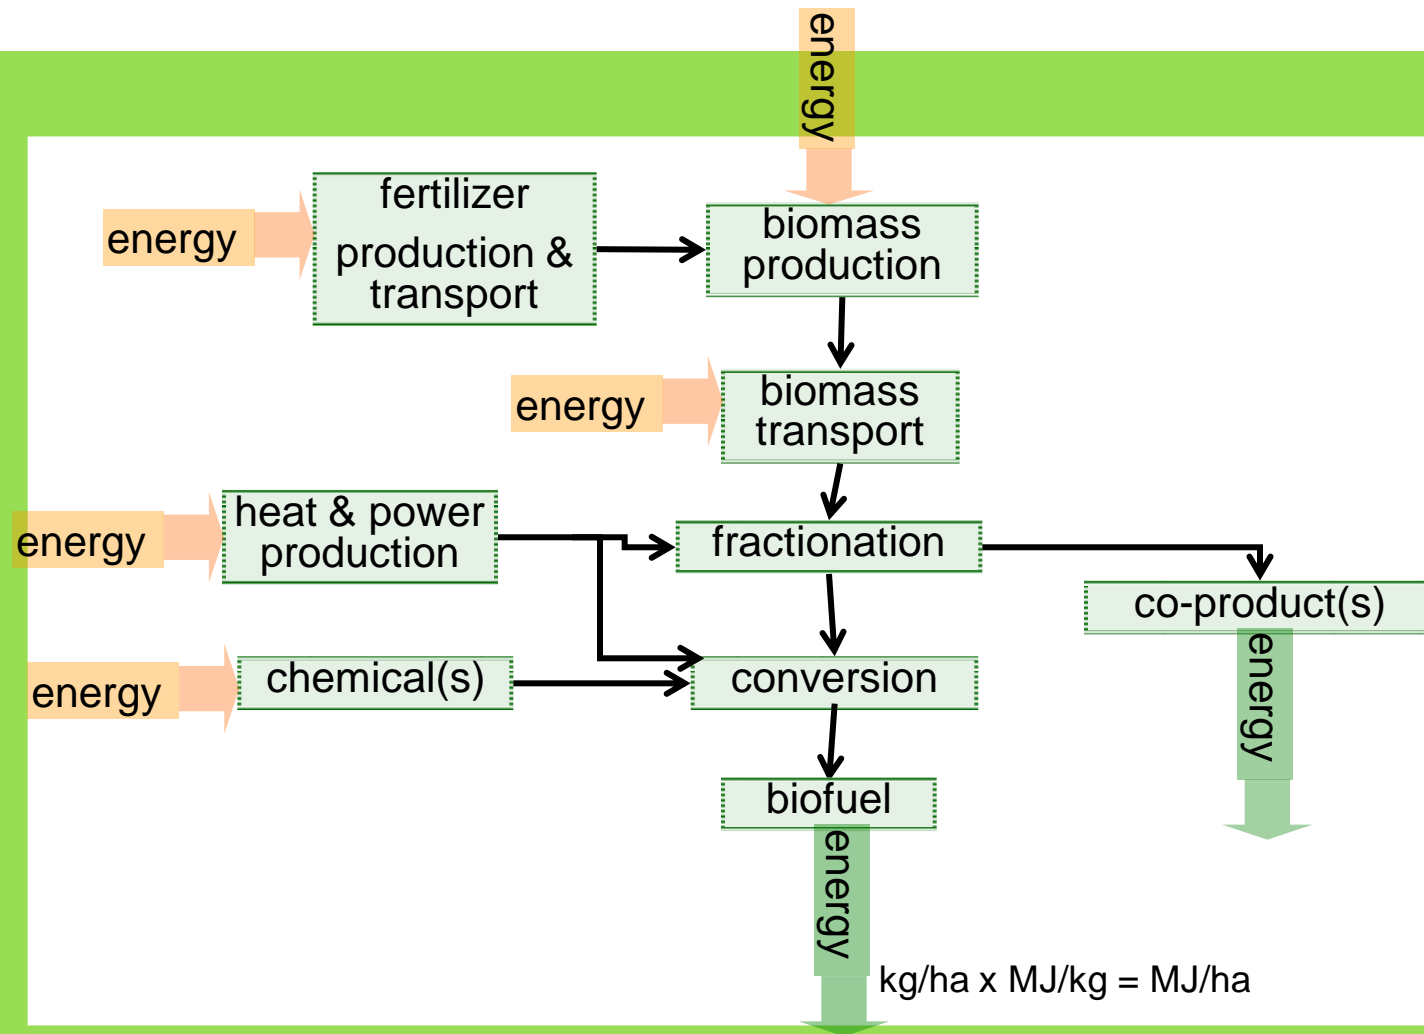 energy
fertilizer
production &
transport
energy
biomass
production
energy
biomass
transport
energy
heat & power
production
fractionation
co-product(s)
energy
energy
chemical(s)
conversion
biofuel
energy
kg/ha x MJ/kg = MJ/ha